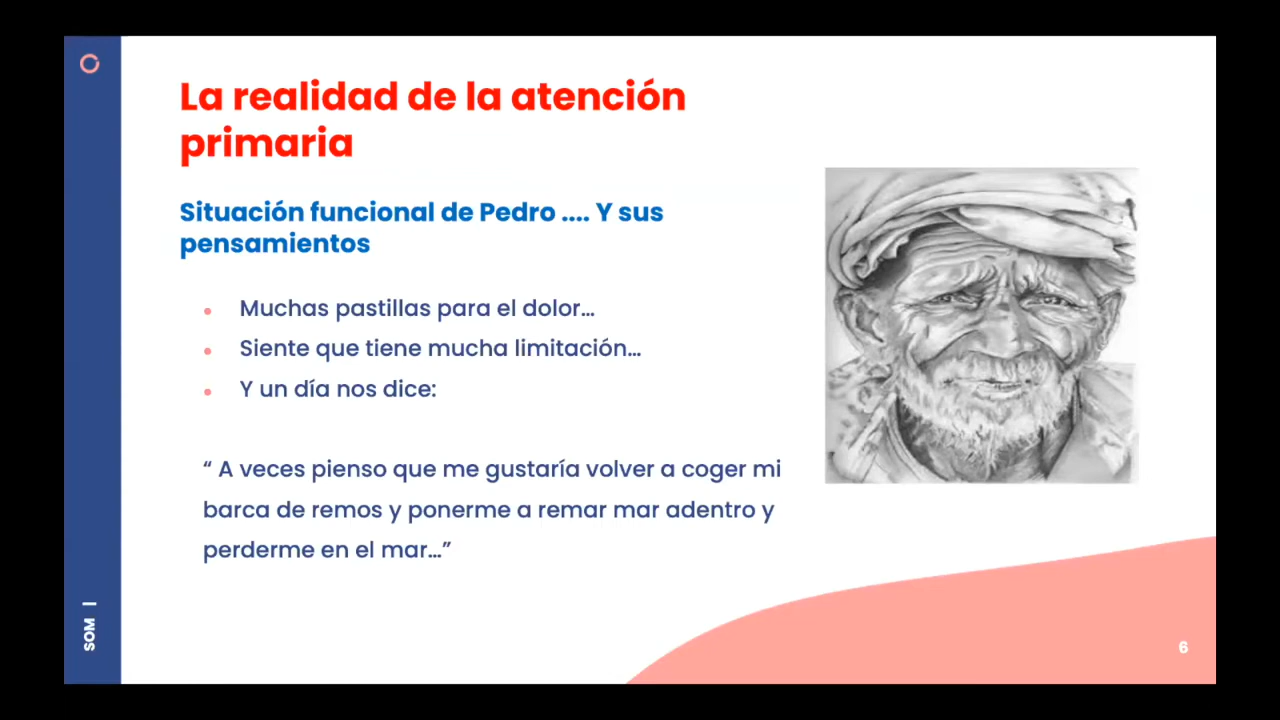 La realidad de la atención
primaria
Situación funcional de Pedro .... Y sus
pensamientos
• Muchas pastillas para el dolor...
• Siente que tiene mucha limitación...
• Y un día nos dice:
“ A veces pienso que me gustaría volver a coger mi
barca de remos y ponerme a remar mar adentro y
perderme en el mar...”
SOM |
6